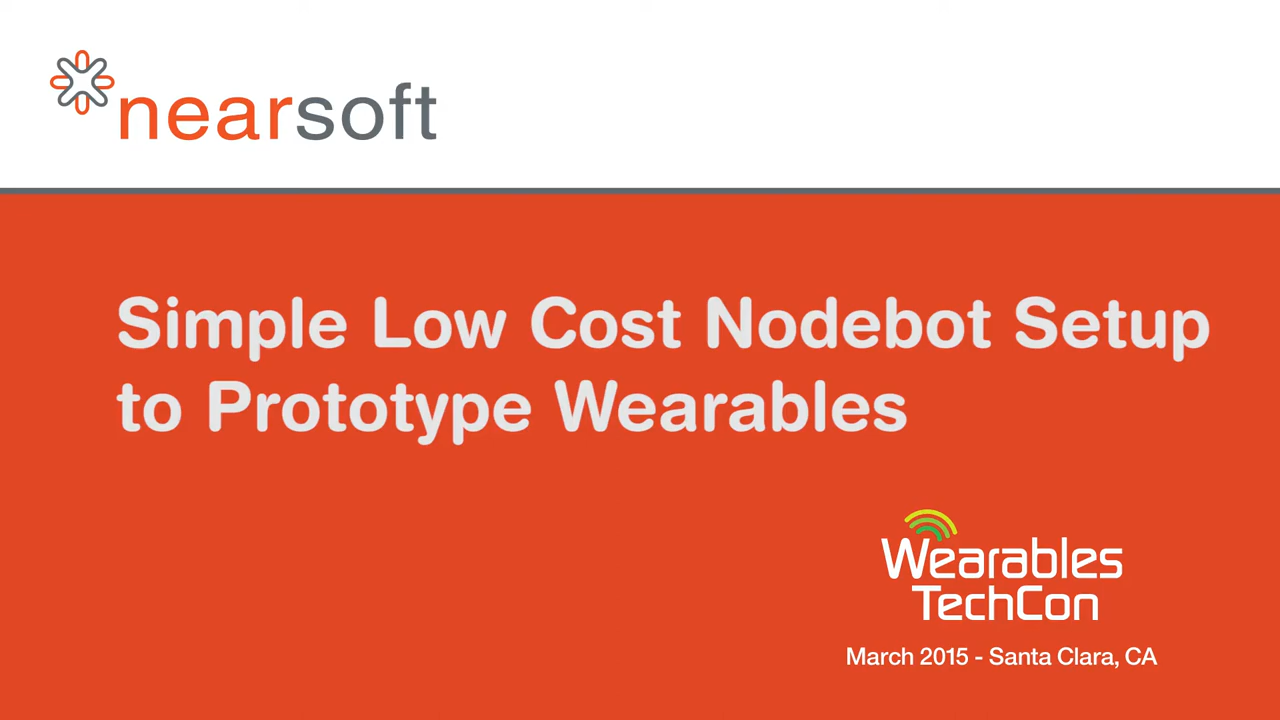 nearsoft
Simple Low Cost Nodebot Setup
to Prototype Wearables
Wearables
TechCon
March 2015 - Santa Clara, CA